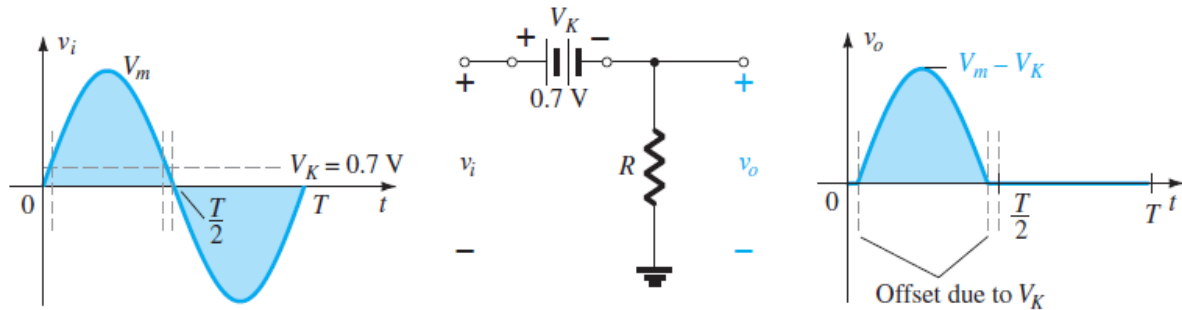 v_i
V_m
V_K = 0.7 V
0
T/2
T
t
V_K
+
−
0.7 V
+
+
v_i
R
v_o
−
−
v_o
V_m − V_K
0
T/2
T
t
Offset due to V_K